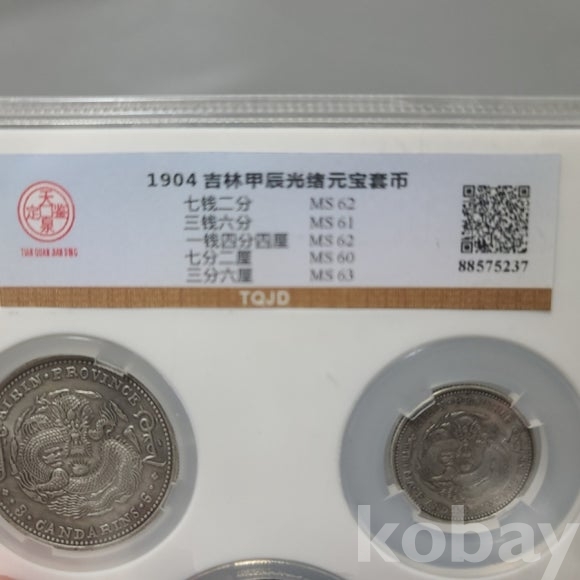 1904 吉林甲辰光绪元宝套币
七钱二分 MS 62
三钱六分 MS 61
一钱四分四厘 MS 62
七分二厘 MS 60
三分六厘 MS 63
天泉鉴定
TIAN QUAN JIAN DING
88575237
TQJD
KIRIN · PROVINCE
CANDARINS · 8
kobay